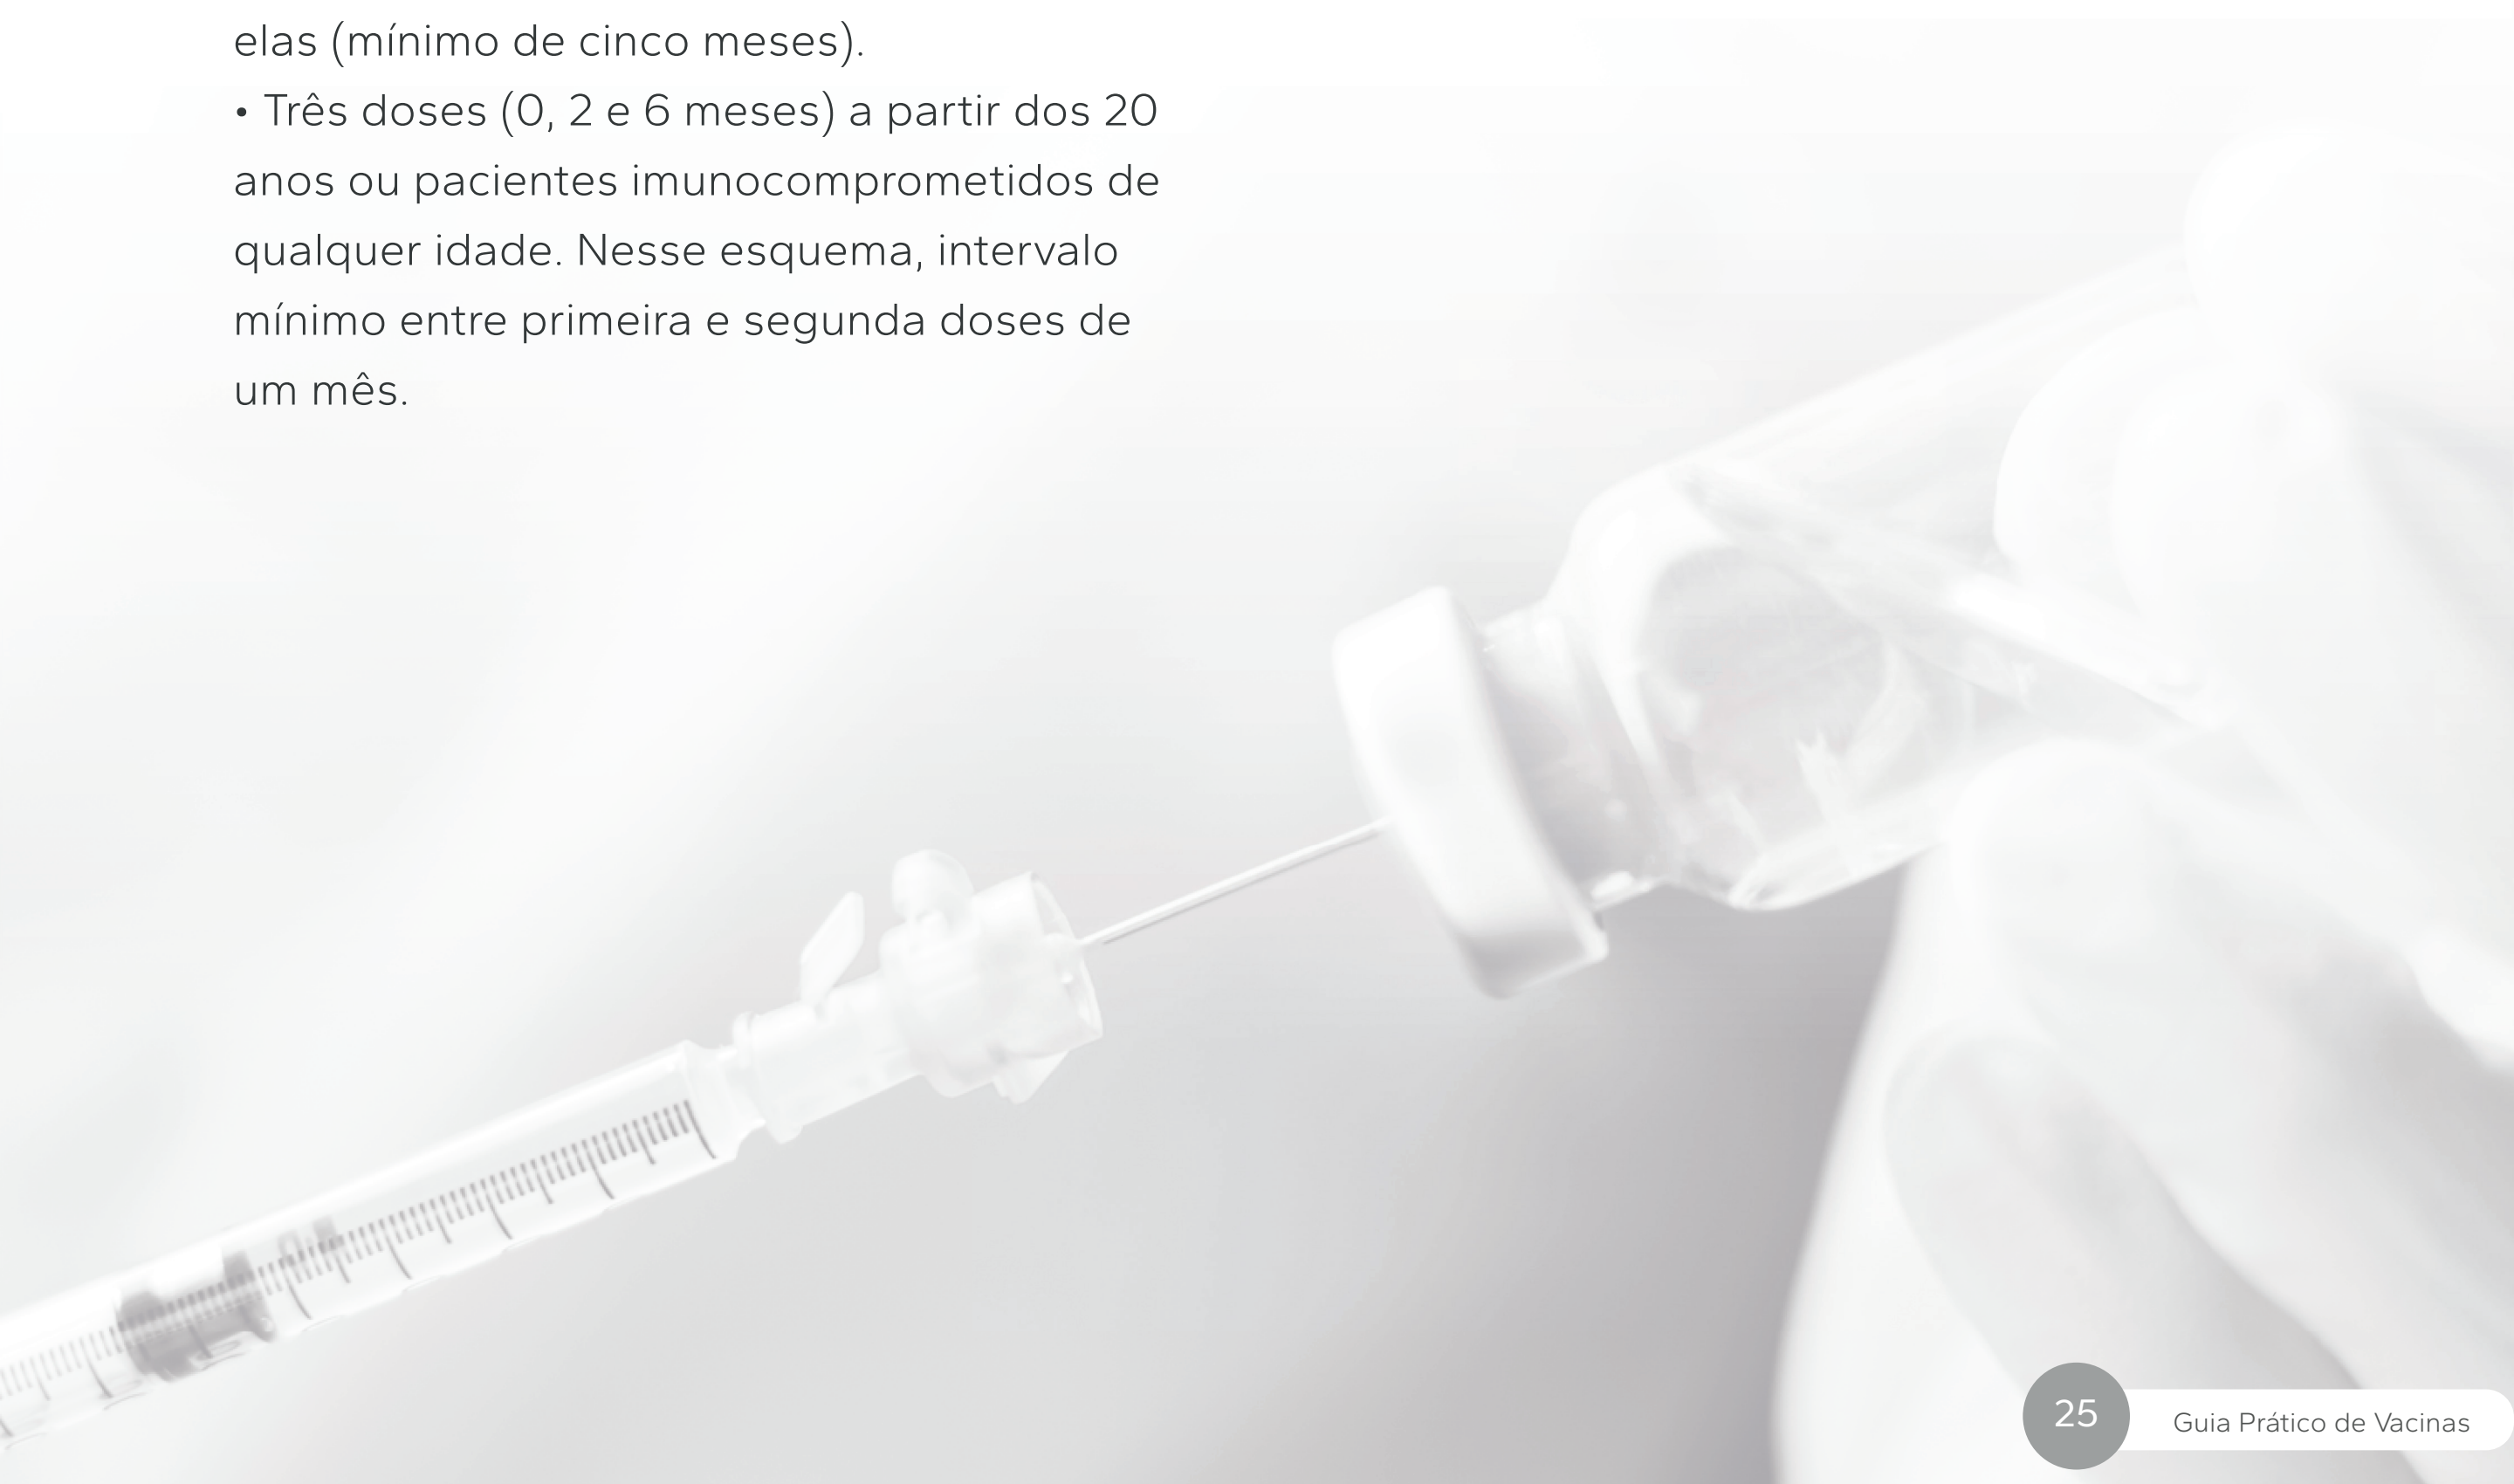 elas (mínimo de cinco meses).
• Três doses (0, 2 e 6 meses) a partir dos 20
anos ou pacientes imunocomprometidos de
qualquer idade. Nesse esquema, intervalo
mínimo entre primeira e segunda doses de
um mês.
25
Guia Prático de Vacinas